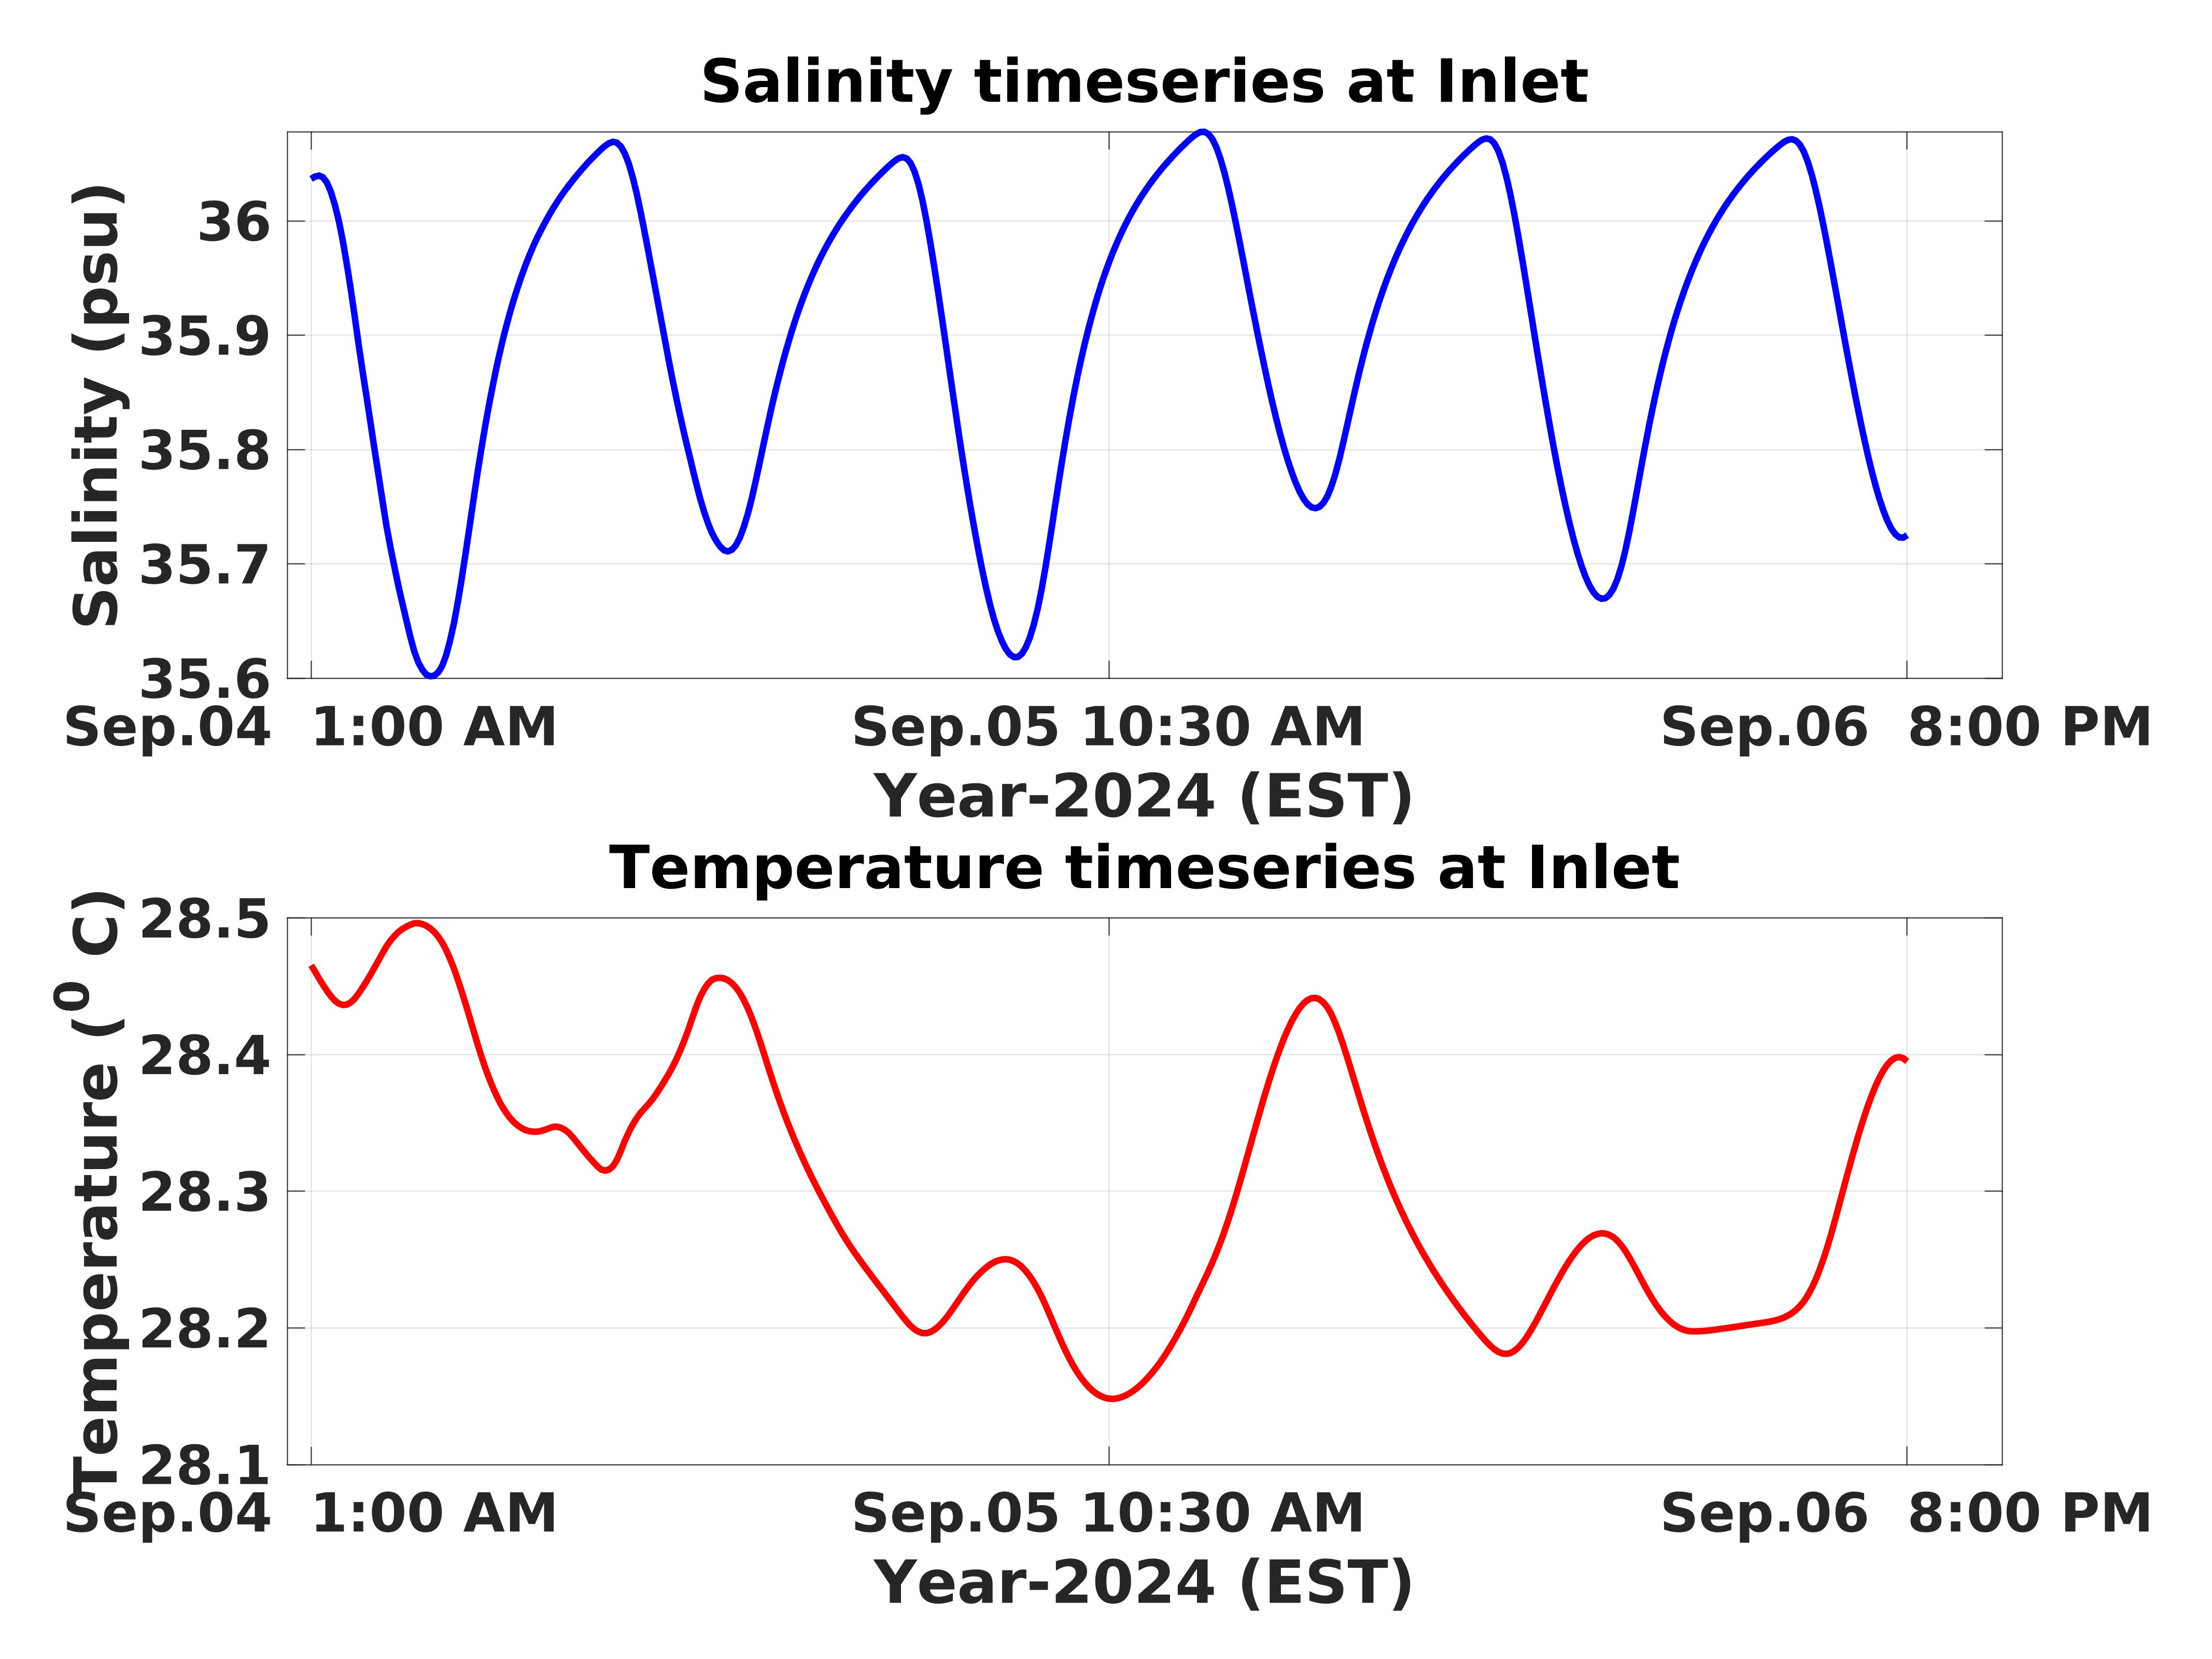 Salinity timeseries at Inlet
Salinity (psu)
36
35.9
35.8
35.7
35.6
Sep.04 1:00 AM
Sep.05 10:30 AM
Sep.06 8:00 PM
Year-2024 (EST)
Temperature timeseries at Inlet
Temperature (⁰ C)
28.5
28.4
28.3
28.2
28.1
Sep.04 1:00 AM
Sep.05 10:30 AM
Sep.06 8:00 PM
Year-2024 (EST)